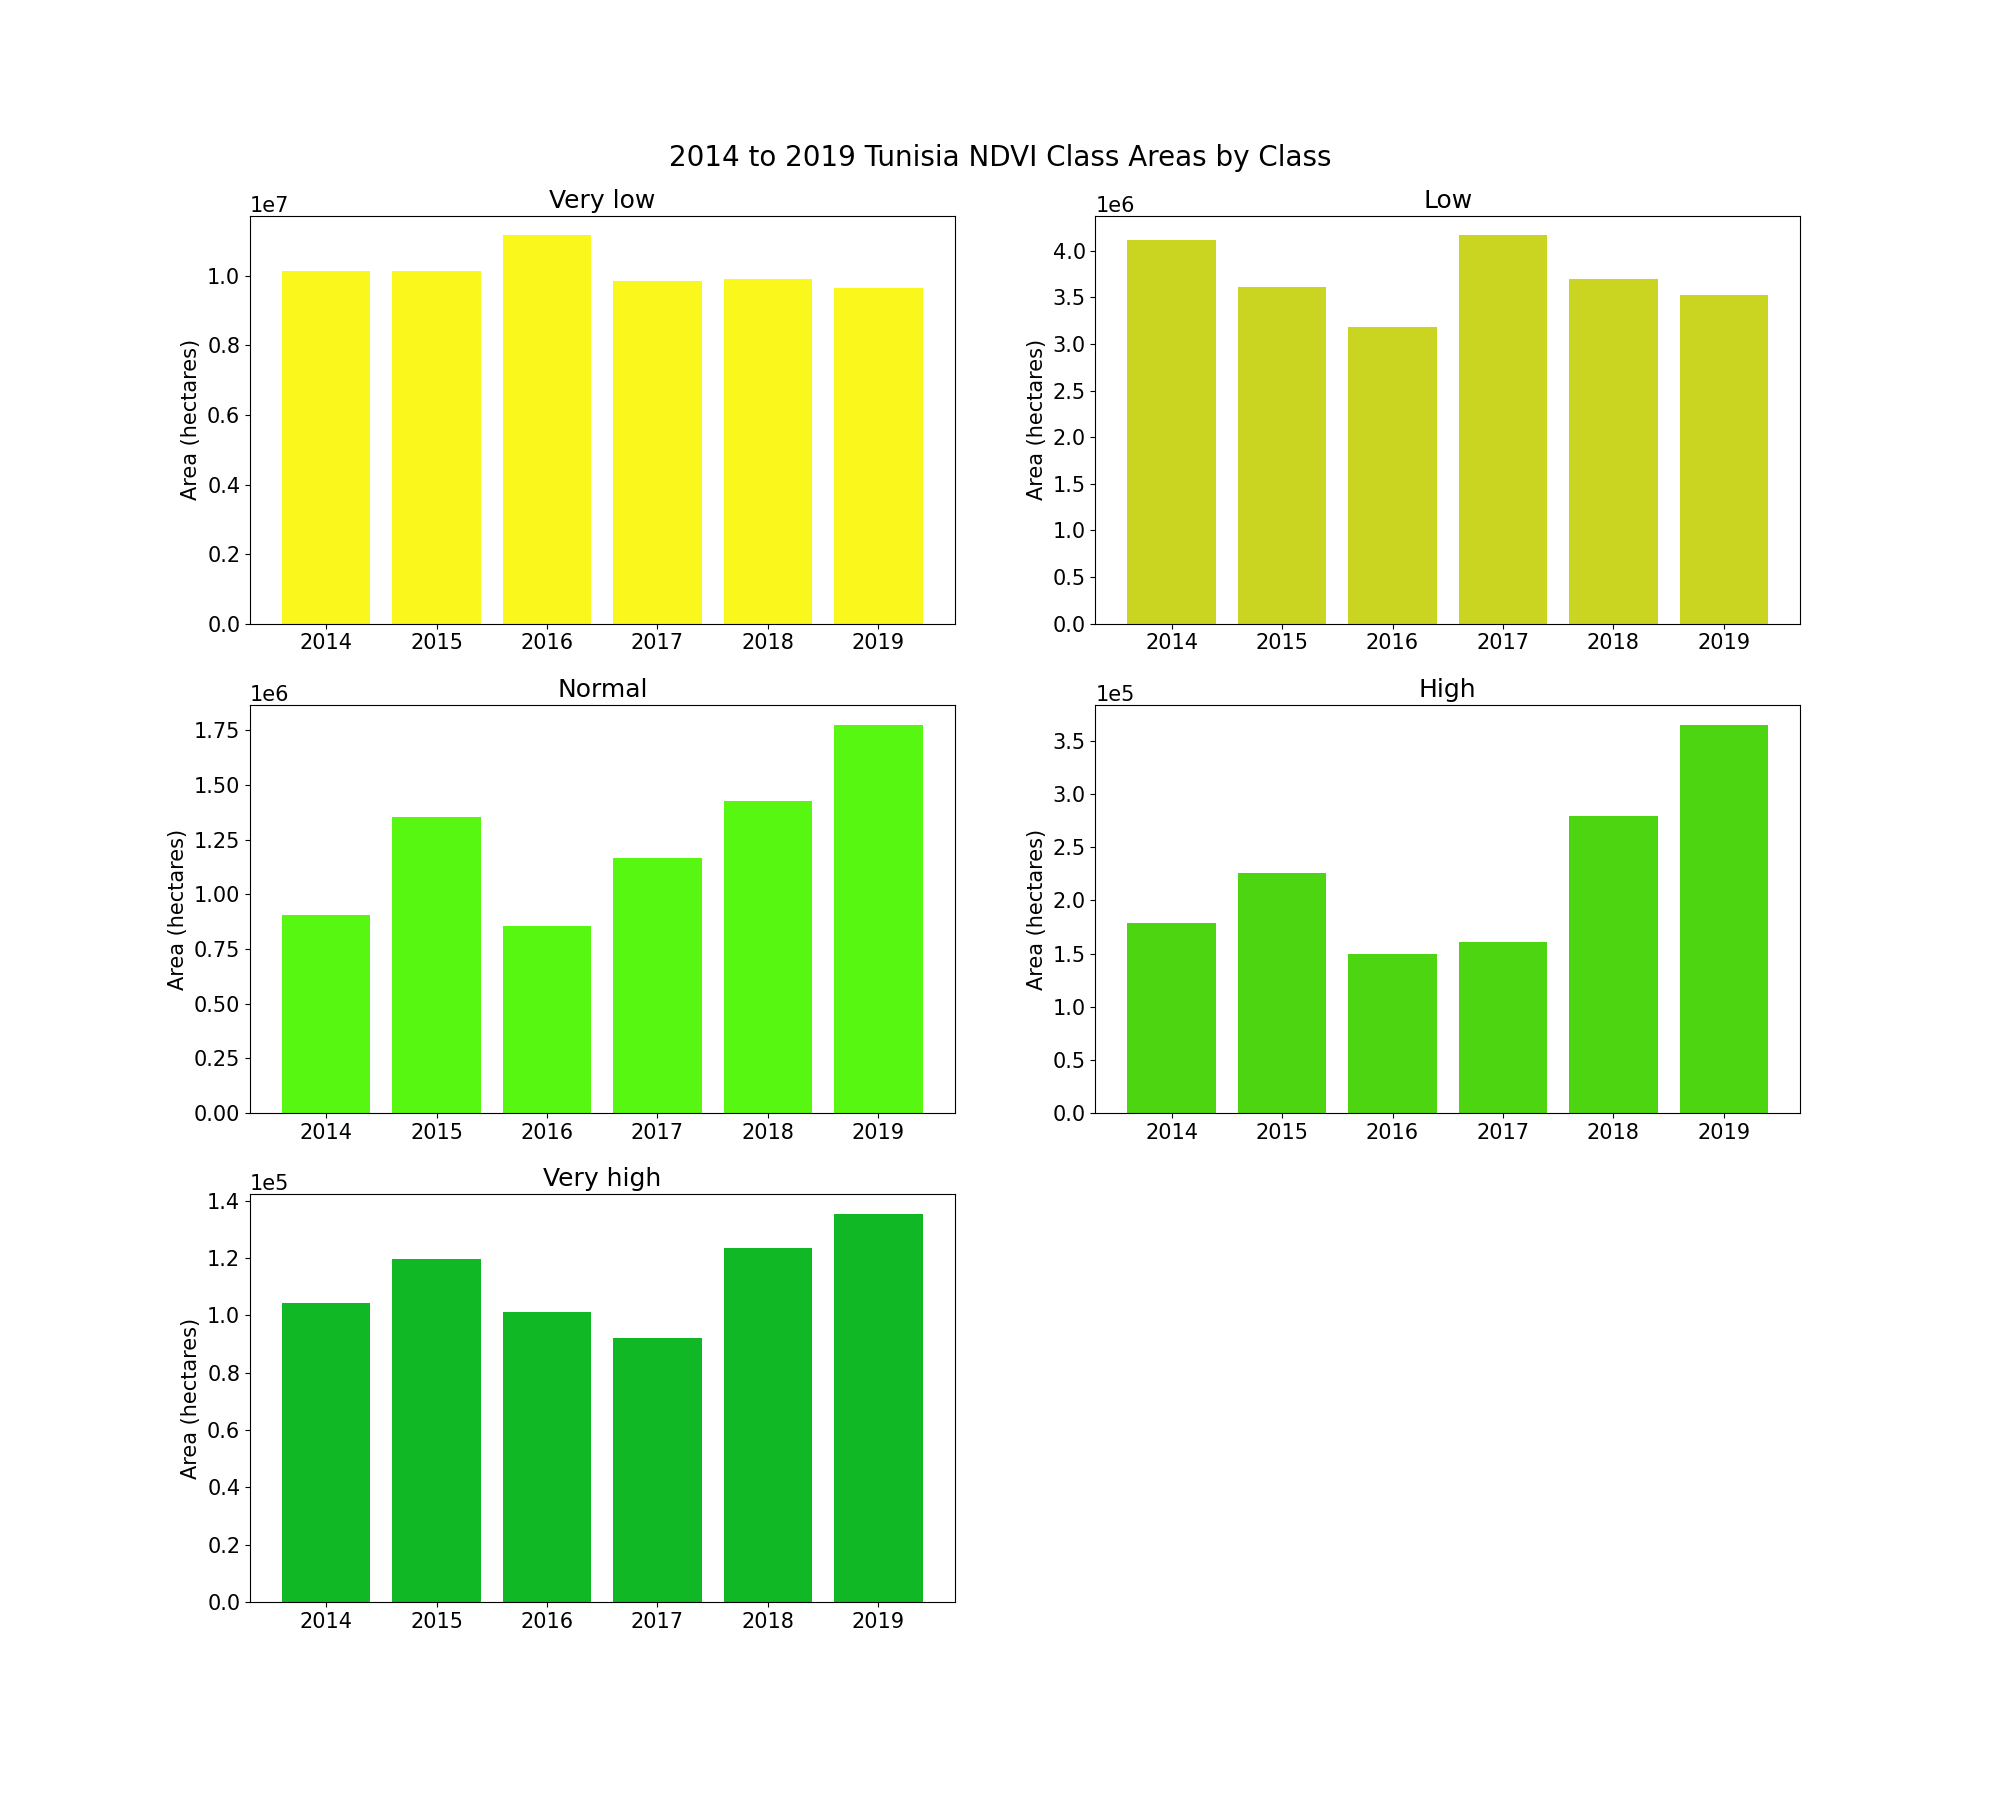 2014 to 2019 Tunisia NDVI Class Areas by Class
Very low
1e7
1.0
0.8
0.6
0.4
0.2
0.0
Area (hectares)
2014 2015 2016 2017 2018 2019
Low
1e6
4.0
3.5
3.0
2.5
2.0
1.5
1.0
0.5
0.0
Area (hectares)
2014 2015 2016 2017 2018 2019
Normal
1e6
1.75
1.50
1.25
1.00
0.75
0.50
0.25
0.00
Area (hectares)
2014 2015 2016 2017 2018 2019
High
1e5
3.5
3.0
2.5
2.0
1.5
1.0
0.5
0.0
Area (hectares)
2014 2015 2016 2017 2018 2019
Very high
1e5
1.4
1.2
1.0
0.8
0.6
0.4
0.2
0.0
Area (hectares)
2014 2015 2016 2017 2018 2019